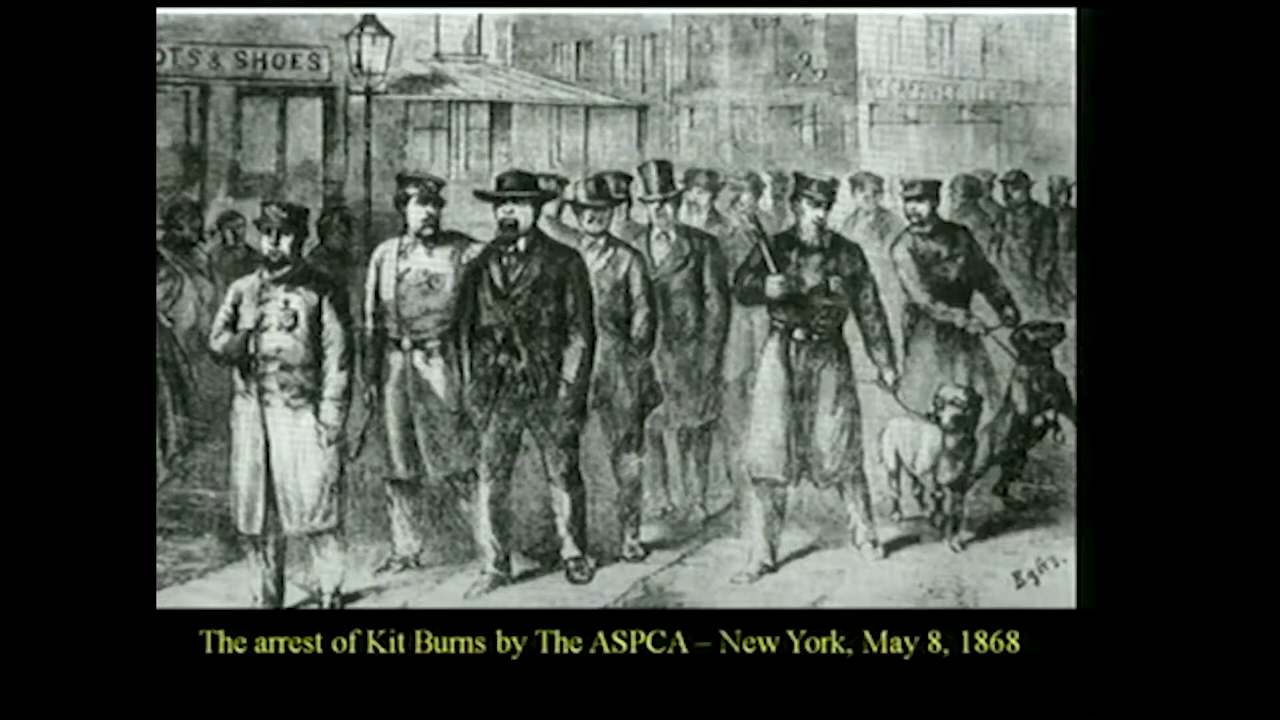 OTS & SHOES
The arrest of Kit Burns by The ASPCA – New York, May 8, 1868